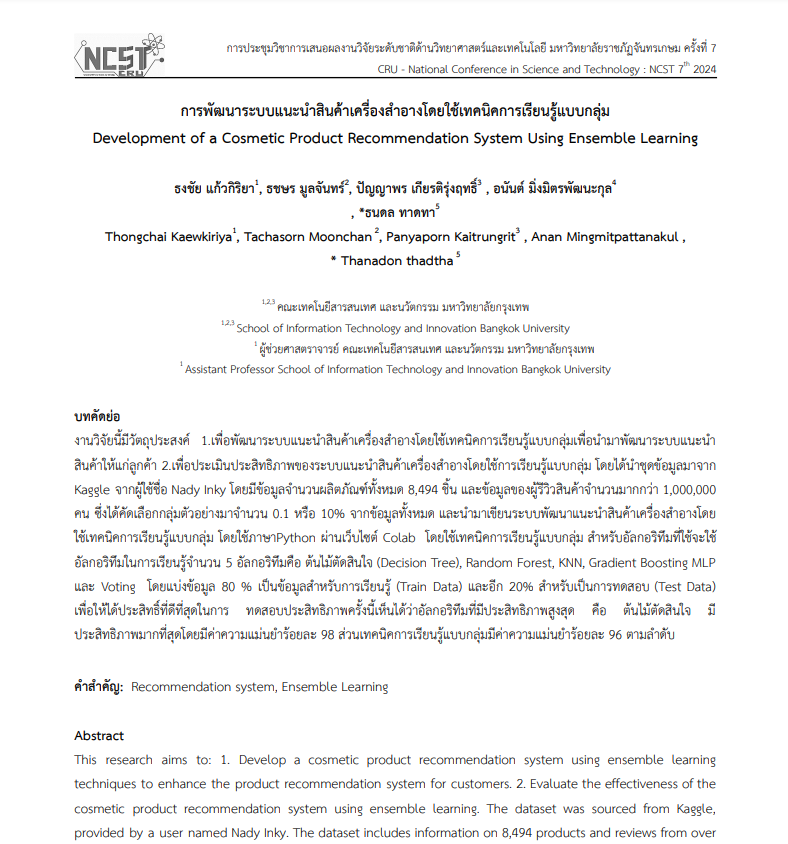 NCST
CRU
การประชุมวิชาการเสนอผลงานวิจัยระดับชาติด้านวิทยาศาสตร์และเทคโนโลยี มหาวิทยาลัยราชภัฏจันทรเกษม ครั้งที่ 7
CRU - National Conference in Science and Technology : NCST 7th 2024
การพัฒนาระบบแนะนำสินค้าเครื่องสำอางโดยใช้เทคนิคการเรียนรู้แบบกลุ่ม
Development of a Cosmetic Product Recommendation System Using Ensemble Learning
ธงชัย แก้วกิริยา1, ธชษร มูลจันทร์2, ปัญญาพร เกียรติรุ่งฤทธิ์3 , อนันต์ มิ่งมิตรพัฒนะกุล4
, *ธนดล ทาดทา5
Thongchai Kaewkiriya1, Tachasorn Moonchan 2, Panyaporn Kaitrungrit3 , Anan Mingmitpattanakul ,
* Thanadon thadtha 5
1,2,3 คณะเทคโนโลยีสารสนเทศ และนวัตกรรม มหาวิทยาลัยกรุงเทพ
1,2,3 School of Information Technology and Innovation Bangkok University
1 ผู้ช่วยศาสตราจารย์ คณะเทคโนโลยีสารสนเทศ และนวัตกรรม มหาวิทยาลัยกรุงเทพ
1 Assistant Professor School of Information Technology and Innovation Bangkok University
บทคัดย่อ
งานวิจัยนี้มีวัตถุประสงค์ 1.เพื่อพัฒนาระบบแนะนำสินค้าเครื่องสำอางโดยใช้เทคนิคการเรียนรู้แบบกลุ่มเพื่อนำมาพัฒนาระบบแนะนำ
สินค้าให้แก่ลูกค้า 2.เพื่อประเมินประสิทธิภาพของระบบแนะนำสินค้าเครื่องสำอางโดยใช้การเรียนรู้แบบกลุ่ม โดยได้นำชุดข้อมูลมาจาก
Kaggle จากผู้ใช้ชื่อ Nady Inky โดยมีข้อมูลจำนวนผลิตภัณฑ์ทั้งหมด 8,494 ชิ้น และข้อมูลของผู้รีวิวสินค้าจำนวนมากกว่า 1,000,000
คน ซึ่งได้คัดเลือกกลุ่มตัวอย่างมาจำนวน 0.1 หรือ 10% จากข้อมูลทั้งหมด และนำมาเขียนระบบพัฒนาแนะนำสินค้าเครื่องสำอางโดย
ใช้เทคนิคการเรียนรู้แบบกลุ่ม โดยใช้ภาษาPython ผ่านเว็บไซต์ Colab โดยใช้เทคนิคการเรียนรู้แบบกลุ่ม สำหรับอัลกอริทึมที่ใช้จะใช้
อัลกอริทึมในการเรียนรู้จำนวน 5 อัลกอริทึมคือ ต้นไม้ตัดสินใจ (Decision Tree), Random Forest, KNN, Gradient Boosting MLP
และ Voting โดยแบ่งข้อมูล 80 % เป็นข้อมูลสำหรับการเรียนรู้ (Train Data) และอีก 20% สำหรับเป็นการทดสอบ (Test Data)
เพื่อให้ได้ประสิทธิ์ที่ดีที่สุดในการ ทดสอบประสิทธิภาพครั้งนี้เห็นได้ว่าอัลกอริทึมที่มีประสิทธิภาพสูงสุด คือ ต้นไม้ตัดสินใจ มี
ประสิทธิภาพมากที่สุดโดยมีค่าความแม่นยำร้อยละ 98 ส่วนเทคนิคการเรียนรู้แบบกลุ่มมีค่าความแม่นยำร้อยละ 96 ตามลำดับ
คำสำคัญ: Recommendation system, Ensemble Learning
Abstract
This research aims to: 1. Develop a cosmetic product recommendation system using ensemble learning
techniques to enhance the product recommendation system for customers. 2. Evaluate the effectiveness of the
cosmetic product recommendation system using ensemble learning. The dataset was sourced from Kaggle,
provided by a user named Nady Inky. The dataset includes information on 8,494 products and reviews from over